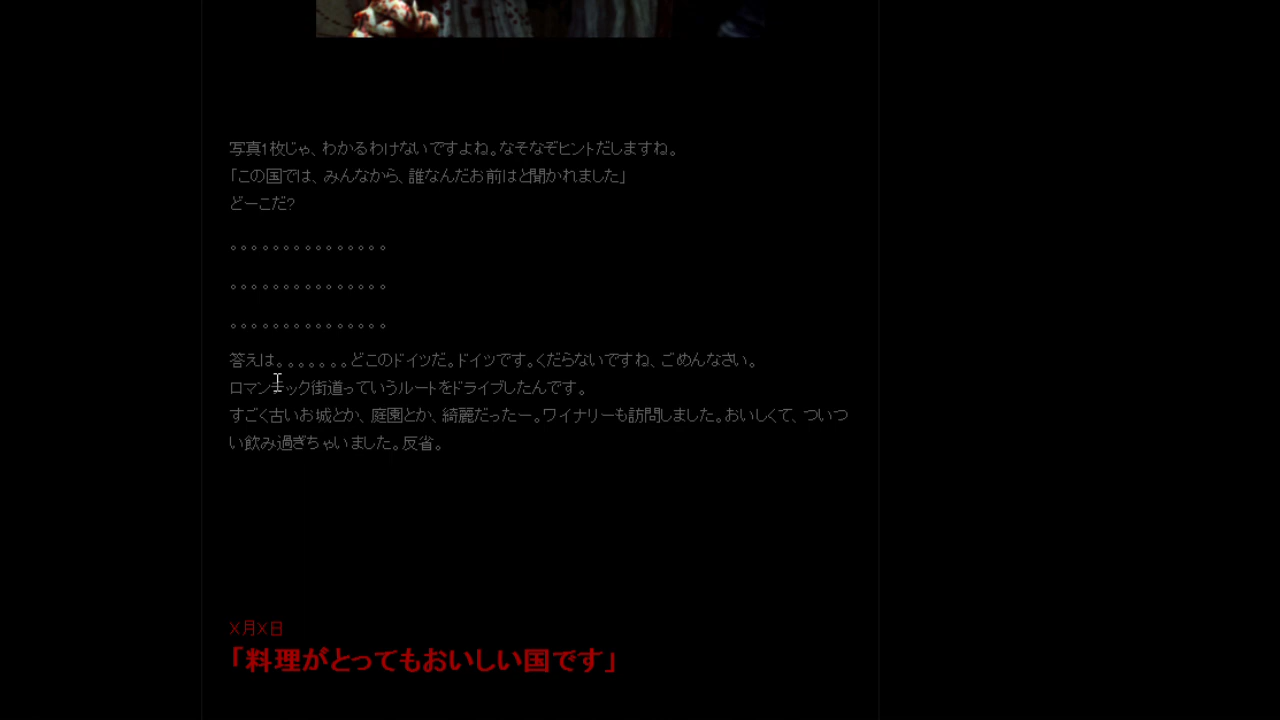 写真1枚じゃ、わかるわけないですよね。なぞなぞヒントだしますね。
「この国では、みんなから、誰なんだお前はと聞かれました」
どーこだ?
。。。。。。。。。。。。。。。
。。。。。。。。。。。。。。。
。。。。。。。。。。。。。。。
答えは。。。。。。。どこのドイツだ。ドイツです。くだらないですね、ごめんなさい。
ロマンチック街道っていうルートをドライブしたんです。
すごく古いお城とか、庭園とか、綺麗だったー。ワイナリーも訪問しました。おいしくて、ついつ
い飲み過ぎちゃいました。反省。
X月X日
「料理がとってもおいしい国です」